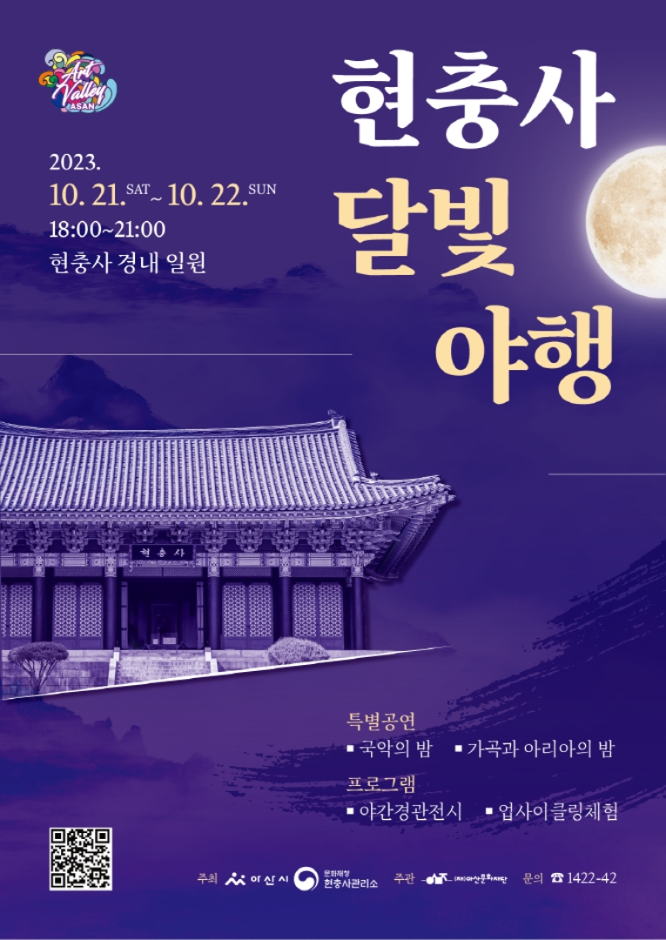 Art
Valley
ASAN
현충사
달빛
야행
2023.
10. 21.SAT ~ 10. 22.SUN
18:00~21:00
현충사 경내 일원
현충사
특별공연
▪ 국악의 밤 ▪ 가곡과 아리아의 밤
프로그램
▪ 야간경관전시 ▪ 업사이클링체험
주최 아산시 문화재청 현충사관리소 주관 (재)아산문화재단 문의 ☎ 1422-42